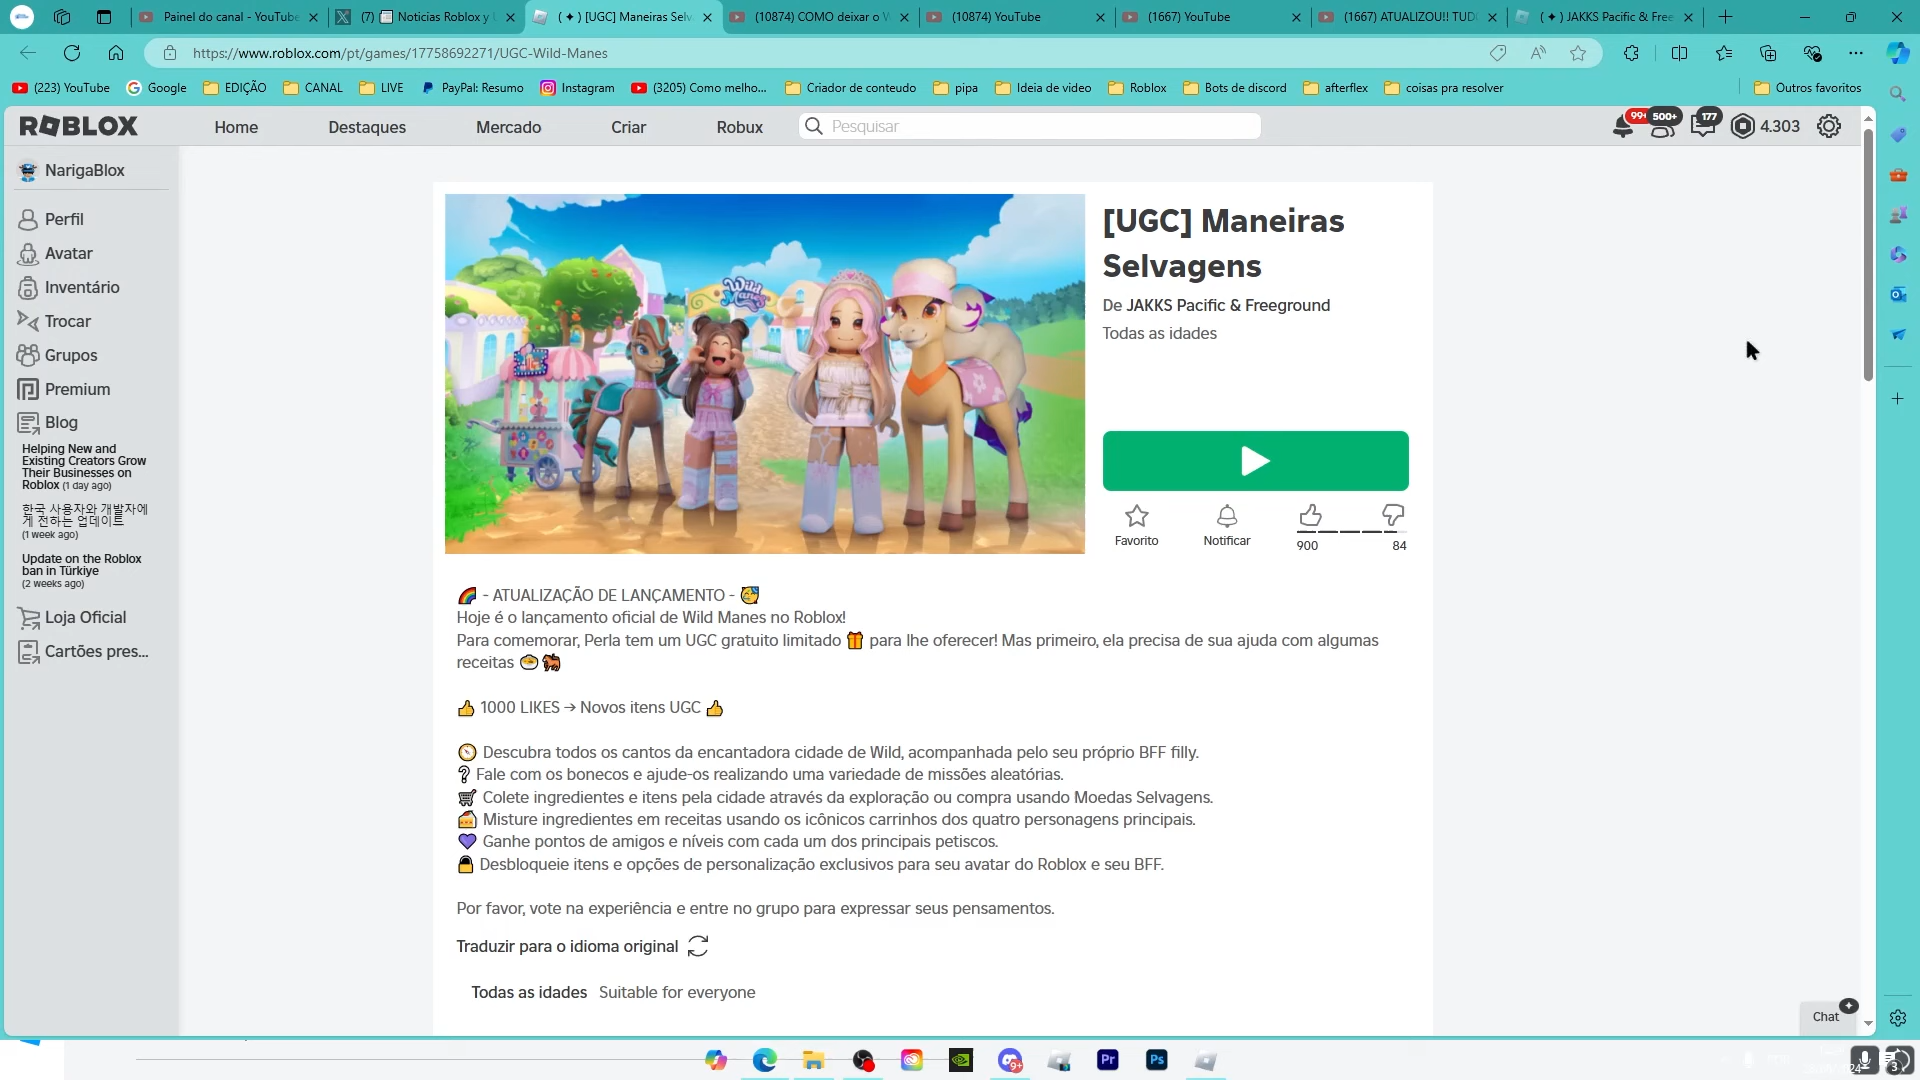 Painel do canal - YouTube
(7) Noticias Roxblox y U
( ✦ ) [UGC] Maneiras Selv
(10874) COMO deixar o V
(10874) YouTube
(1667) YouTube
(1667) ATUALIZOU!! TUD
( ✦ ) JAKKS Pacific & Free
https://www.roblox.com/pt/games/17758692271/UGC-Wild-Manes
(223) YouTube
Google
EDIÇÃO
CANAL
LIVE
PayPal: Resumo
Instagram
(3205) Como melho...
Criador de conteudo
pipa
Ideia de video
Roblox
Bots de discord
afterflex
coisas pra resolver
Outros favoritos
ROBLOX
Home
Destaques
Mercado
Criar
Robux
Pesquisar
99+
500+
177
4.303
NarigaBlox
Perfil
Avatar
Inventário
Trocar
Grupos
Premium
Blog
Helping New and
Existing Creators Grow
Their Businesses on
Roblox (1 day ago)
한국 사용자와 개발자에
게 전하는 업데이트
(1 week ago)
Update on the Roblox
ban in Türkiye
(2 weeks ago)
Loja Oficial
Cartões pres...
Wild
Manes
[UGC] Maneiras
Selvagens
De JAKKS Pacific & Freeground
Todas as idades
Favorito
Notificar
900
84
🌈 - ATUALIZAÇÃO DE LANÇAMENTO - 🥳
Hoje é o lançamento oficial de Wild Manes no Roblox!
Para comemorar, Perla tem um UGC gratuito limitado 🎁 para lhe oferecer! Mas primeiro, ela precisa de sua ajuda com algumas
receitas 🍲🐎
👍 1000 LIKES → Novos itens UGC 👍
🧭 Descubra todos os cantos da encantadora cidade de Wild, acompanhada pelo seu próprio BFF filly.
❔ Fale com os bonecos e ajude-os realizando uma variedade de missões aleatórias.
🛒 Colete ingredientes e itens pela cidade através da exploração ou compra usando Moedas Selvagens.
🍰 Misture ingredientes em receitas usando os icônicos carrinhos dos quatro personagens principais.
💜 Ganhe pontos de amigos e níveis com cada um dos principais petiscos.
🔒 Desbloqueie itens e opções de personalização exclusivos para seu avatar do Roblox e seu BFF.
Por favor, vote na experiência e entre no grupo para expressar seus pensamentos.
Traduzir para o idioma original
Todas as idades Suitable for everyone
Chat
9+
Pr
Ps
3